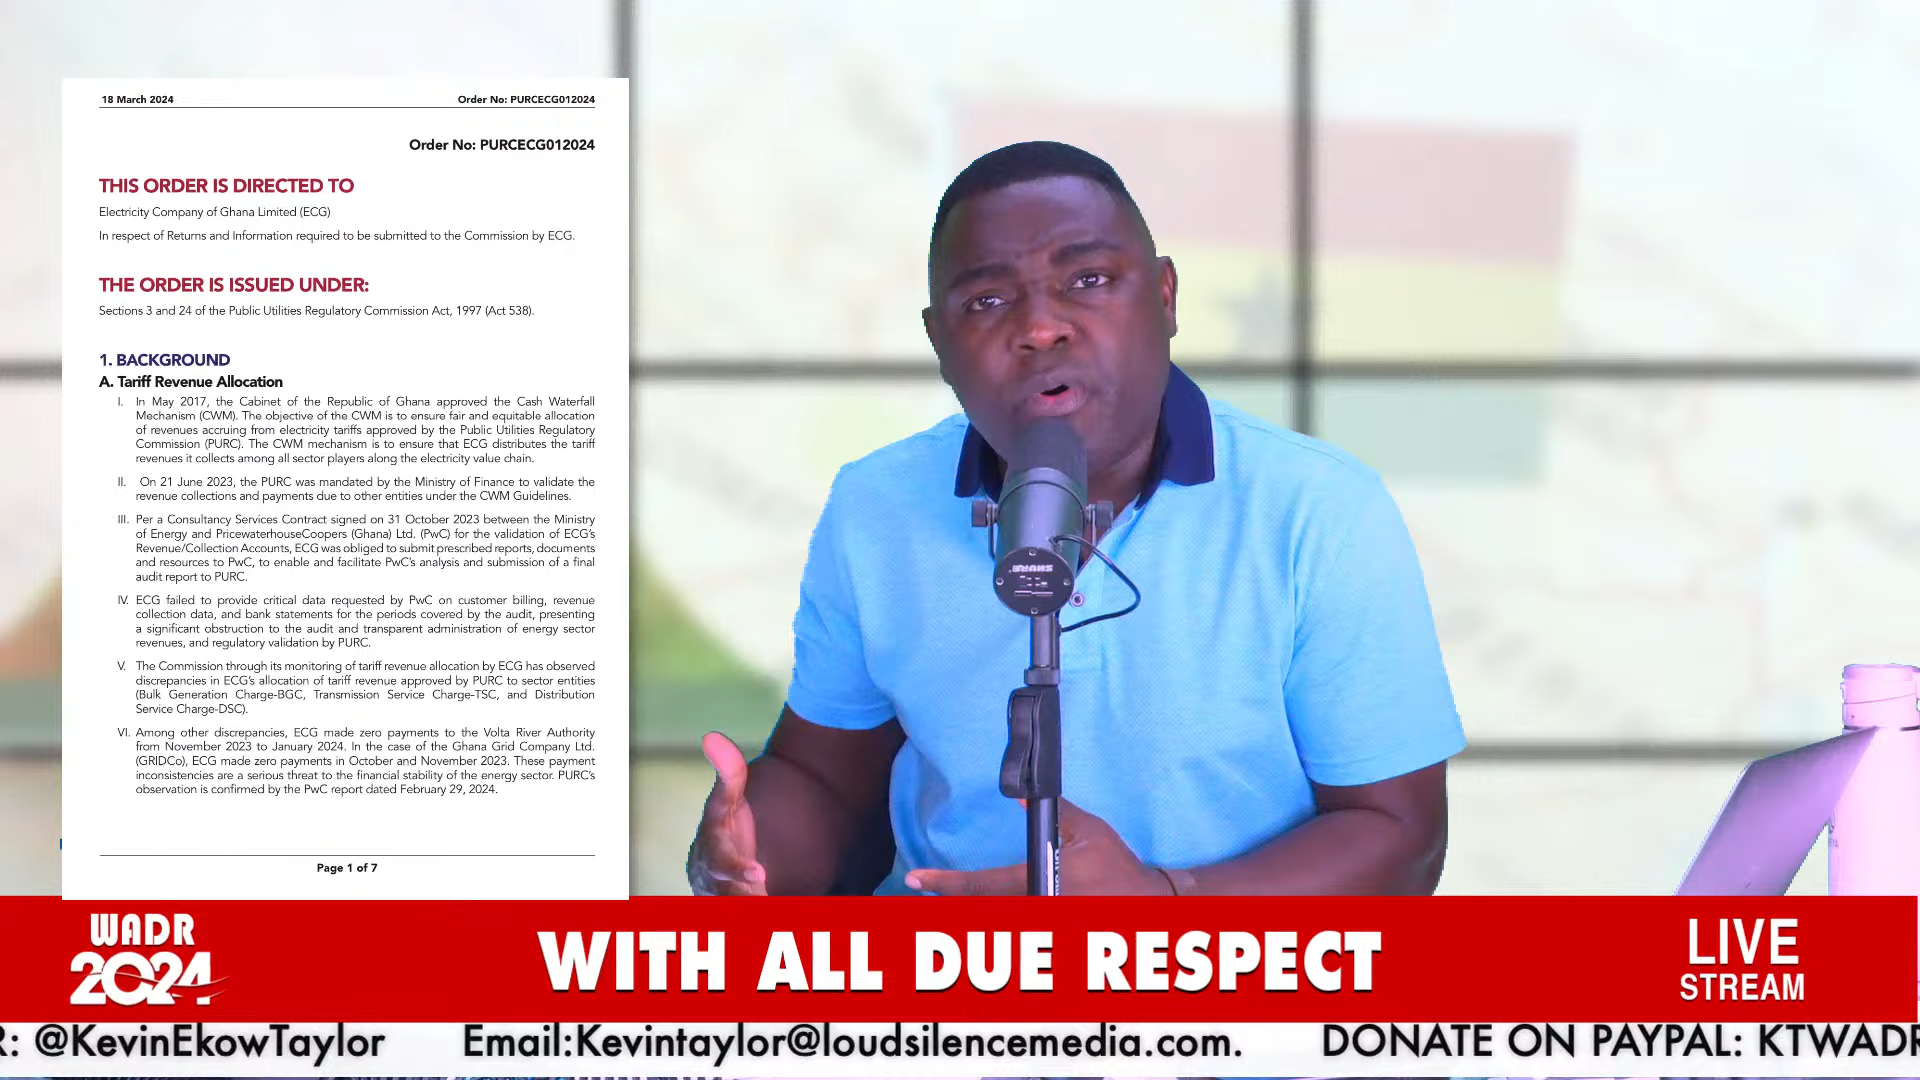 18 March 2024 Order No: PURCECG012024
Order No: PURCECG012024
THIS ORDER IS DIRECTED TO
Electricity Company of Ghana Limited (ECG)
In respect of Returns and Information required to be submitted to the Commission by ECG.
THE ORDER IS ISSUED UNDER:
Sections 3 and 24 of the Public Utilities Regulatory Commission Act, 1997 (Act 538).
1. BACKGROUND
A. Tariff Revenue Allocation
I. In May 2017, the Cabinet of the Republic of Ghana approved the Cash Waterfall
Mechanism (CWM). The objective of the CWM is to ensure fair and equitable allocation
of revenues accruing from electricity tariffs approved by the Public Utilities Regulatory
Commission (PURC). The CWM mechanism is to ensure that ECG distributes the tariff
revenues it collects among all sector players along the electricity value chain.
II. On 21 June 2023, the PURC was mandated by the Ministry of Finance to validate the
revenue collections and payments due to other entities under the CWM Guidelines.
III. Per a Consultancy Services Contract signed on 31 October 2023 between the Ministry
of Energy and PricewaterhouseCoopers (Ghana) Ltd. (PwC) for the validation of ECG's
Revenue/Collection Accounts, ECG was obliged to submit prescribed reports, documents
and resources to PwC, to enable and facilitate PwC's analysis and submission of a final
audit report to PURC.
IV. ECG failed to provide critical data requested by PwC on customer billing, revenue
collection data, and bank statements for the periods covered by the audit, presenting
a significant obstruction to the audit and transparent administration of energy sector
revenues, and regulatory validation by PURC.
V. The Commission through its monitoring of tariff revenue allocation by ECG has observed
discrepancies in ECG's allocation of tariff revenue approved by PURC to sector entities
(Bulk Generation Charge-BGC, Transmission Service Charge-TSC, and Distribution
Service Charge-DSC).
VI. Among other discrepancies, ECG made zero payments to the Volta River Authority
from November 2023 to January 2024. In the case of the Ghana Grid Company Ltd.
(GRIDCo), ECG made zero payments in October and November 2023. These payment
inconsistencies are a serious threat to the financial stability of the energy sector. PURC's
observation is confirmed by the PwC report dated February 29, 2024.
Page 1 of 7
SHURE
WADR
2024
WITH ALL DUE RESPECT
LIVE
STREAM
R: @KevinEkowTaylor Email:Kevintaylor@loudsilencemedia.com. DONATE ON PAYPAL: KTWADR